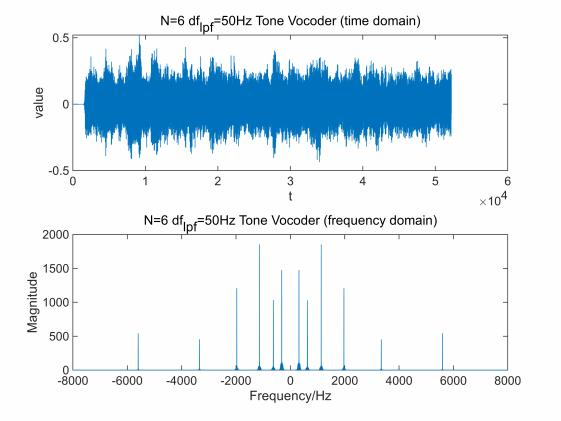 N=6 df_lpf=50Hz Tone Vocoder (time domain)
0.5
0
-0.5
value
0 1 2 3 4 5 6
t
×10^4
N=6 df_lpf=50Hz Tone Vocoder (frequency domain)
2000
1500
1000
500
0
Magnitude
-8000 -6000 -4000 -2000 0 2000 4000 6000 8000
Frequency/Hz